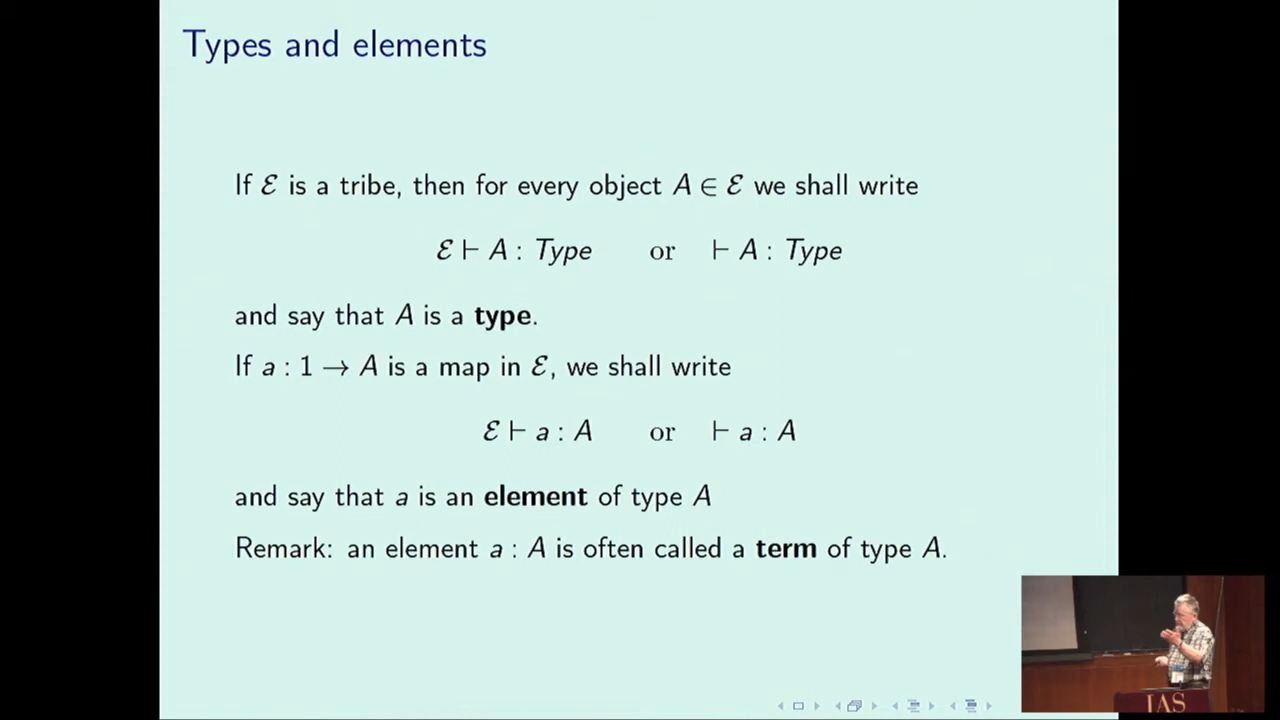 Types and elements
If ℰ is a tribe, then for every object A ∈ ℰ we shall write
ℰ ⊢ A : Type or ⊢ A : Type
and say that A is a type.
If a : 1 → A is a map in ℰ, we shall write
ℰ ⊢ a : A or ⊢ a : A
and say that a is an element of type A
Remark: an element a : A is often called a term of type A.
IAS